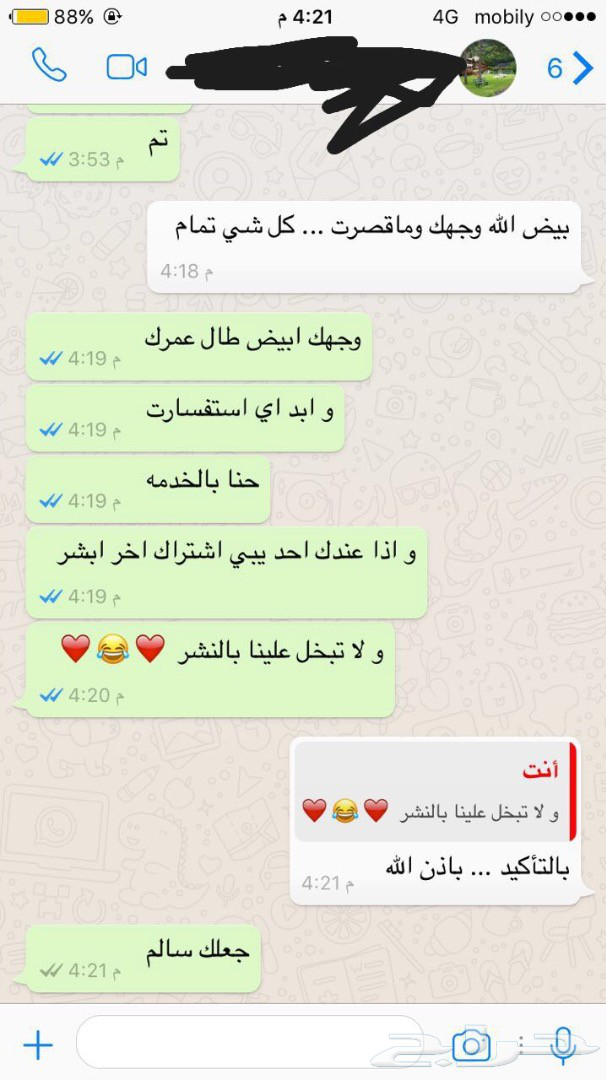 88% 4:21 م 4G mobily
6
تم
3:53 م
بيض الله وجهك وماقصرت ... كل شي تمام
4:18 م
وجهك ابيض طال عمرك
4:19 م
و ابد اي استفسارت
4:19 م
حنا بالخدمه
4:19 م
و اذا عندك احد يبي اشتراك اخر ابشر
4:19 م
و لا تبخل علينا بالنشر ❤️😂❤️
4:20 م
أنت
و لا تبخل علينا بالنشر ❤️😂❤️
بالتأكيد ... باذن الله
4:21 م
جعلك سالم
4:21 م
حراج